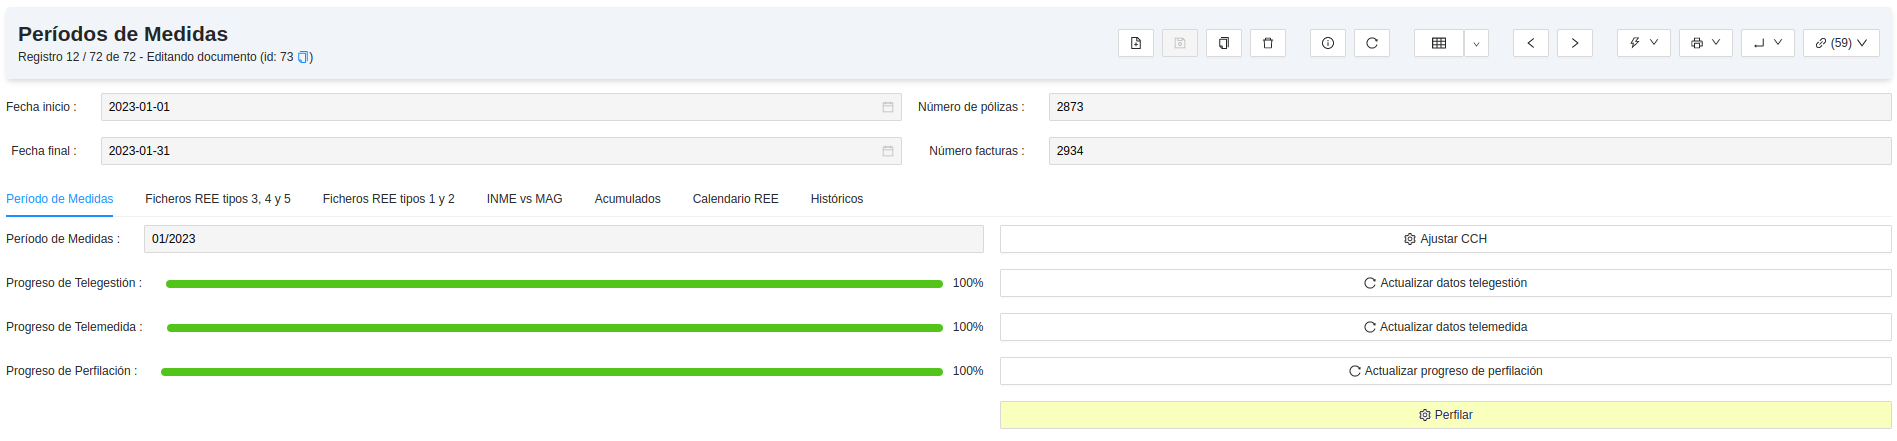 Períodos de Medidas
Registro 12 / 72 de 72 - Editando documento (id: 73 )
(59)
Fecha inicio : 2023-01-01 Número de pólizas : 2873
Fecha final : 2023-01-31 Número facturas : 2934
Período de Medidas Ficheros REE tipos 3, 4 y 5 Ficheros REE tipos 1 y 2 INME vs MAG Acumulados Calendario REE Históricos
Período de Medidas : 01/2023 Ajustar CCH
Progreso de Telegestión : 100% Actualizar datos telegestión
Progreso de Telemedida : 100% Actualizar datos telemedida
Progreso de Perfilación : 100% Actualizar progreso de perfilación
Perfilar